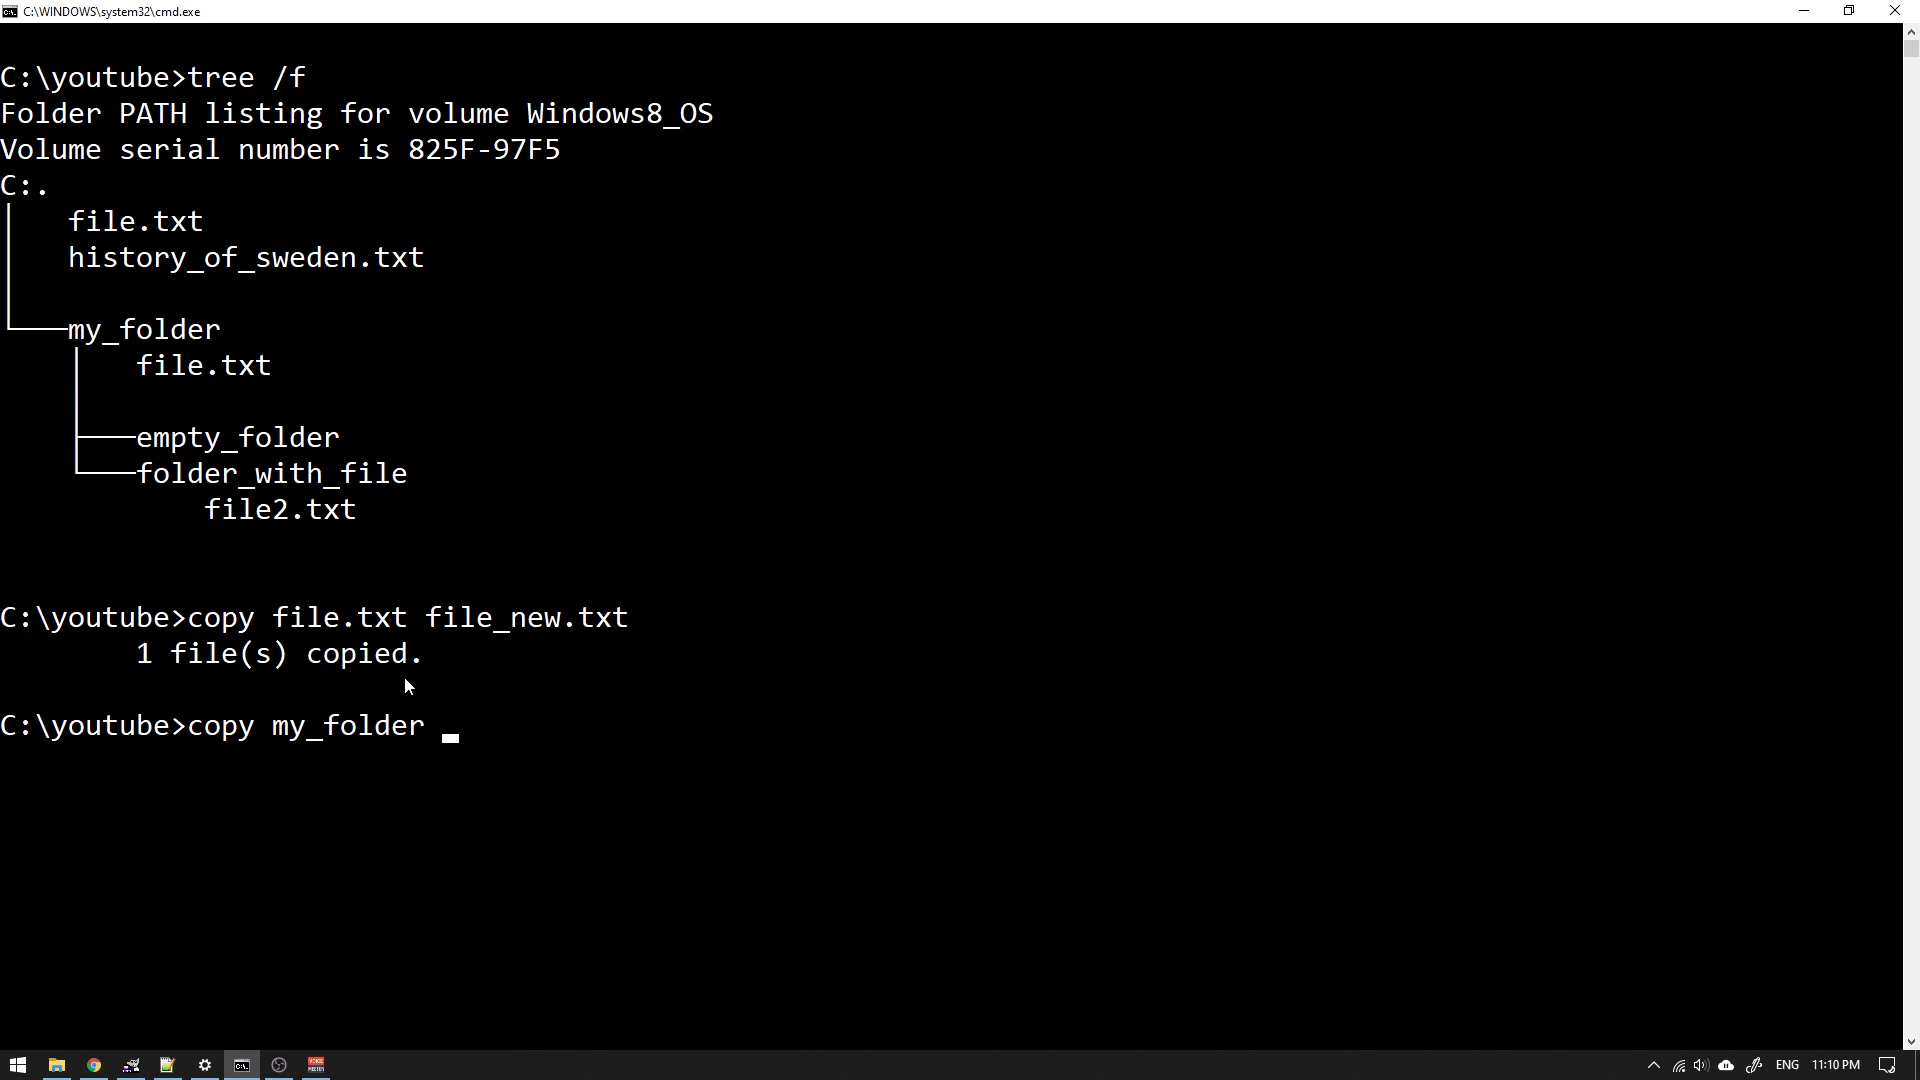 C:\WINDOWS\system32\cmd.exe
C:\youtube>tree /f
Folder PATH listing for volume Windows8_OS
Volume serial number is 825F-97F5
C:.
│   file.txt
│   history_of_sweden.txt
│
└───my_folder
    │   file.txt
    │
    ├───empty_folder
    └───folder_with_file
            file2.txt
C:\youtube>copy file.txt file_new.txt
        1 file(s) copied.
C:\youtube>copy my_folder
ENG 11:10 PM